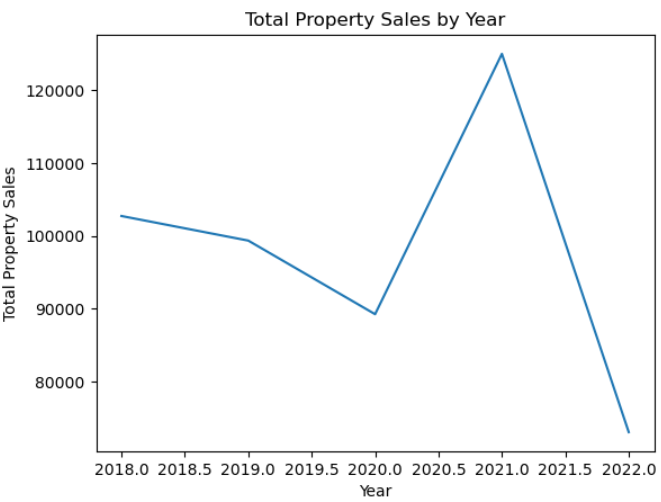 Total Property Sales by Year
Total Property Sales
120000
110000
100000
90000
80000
2018.0 2018.5 2019.0 2019.5 2020.0 2020.5 2021.0 2021.5 2022.0
Year